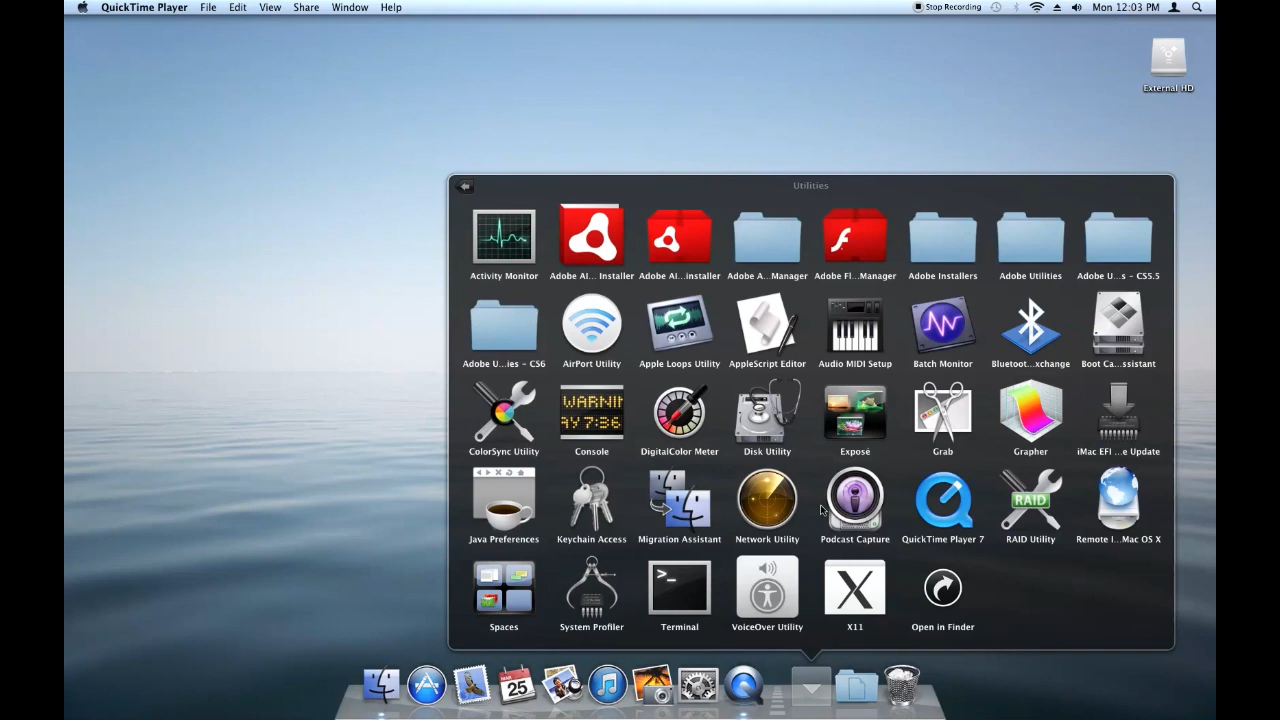 QuickTime Player File Edit View Share Window Help Stop Recording Mon 12:03 PM
External HD
Utilities
Activity Monitor Adobe AI... Installer Adobe AI...installer Adobe A...Manager Adobe Fl...Manager Adobe Installers Adobe Utilities Adobe U...s - CS5.5
Adobe U...ies - CS6 AirPort Utility Apple Loops Utility AppleScript Editor Audio MIDI Setup Batch Monitor Bluetoot...xchange Boot Ca...ssistant
WARNIN
AY 7:36
ColorSync Utility Console DigitalColor Meter Disk Utility Exposé Grab Grapher iMac EFI ...e Update
RAID
Java Preferences Keychain Access Migration Assistant Network Utility Podcast Capture QuickTime Player 7 RAID Utility Remote I...Mac OS X
>_
X
Spaces System Profiler Terminal VoiceOver Utility X11 Open in Finder
MAR
25